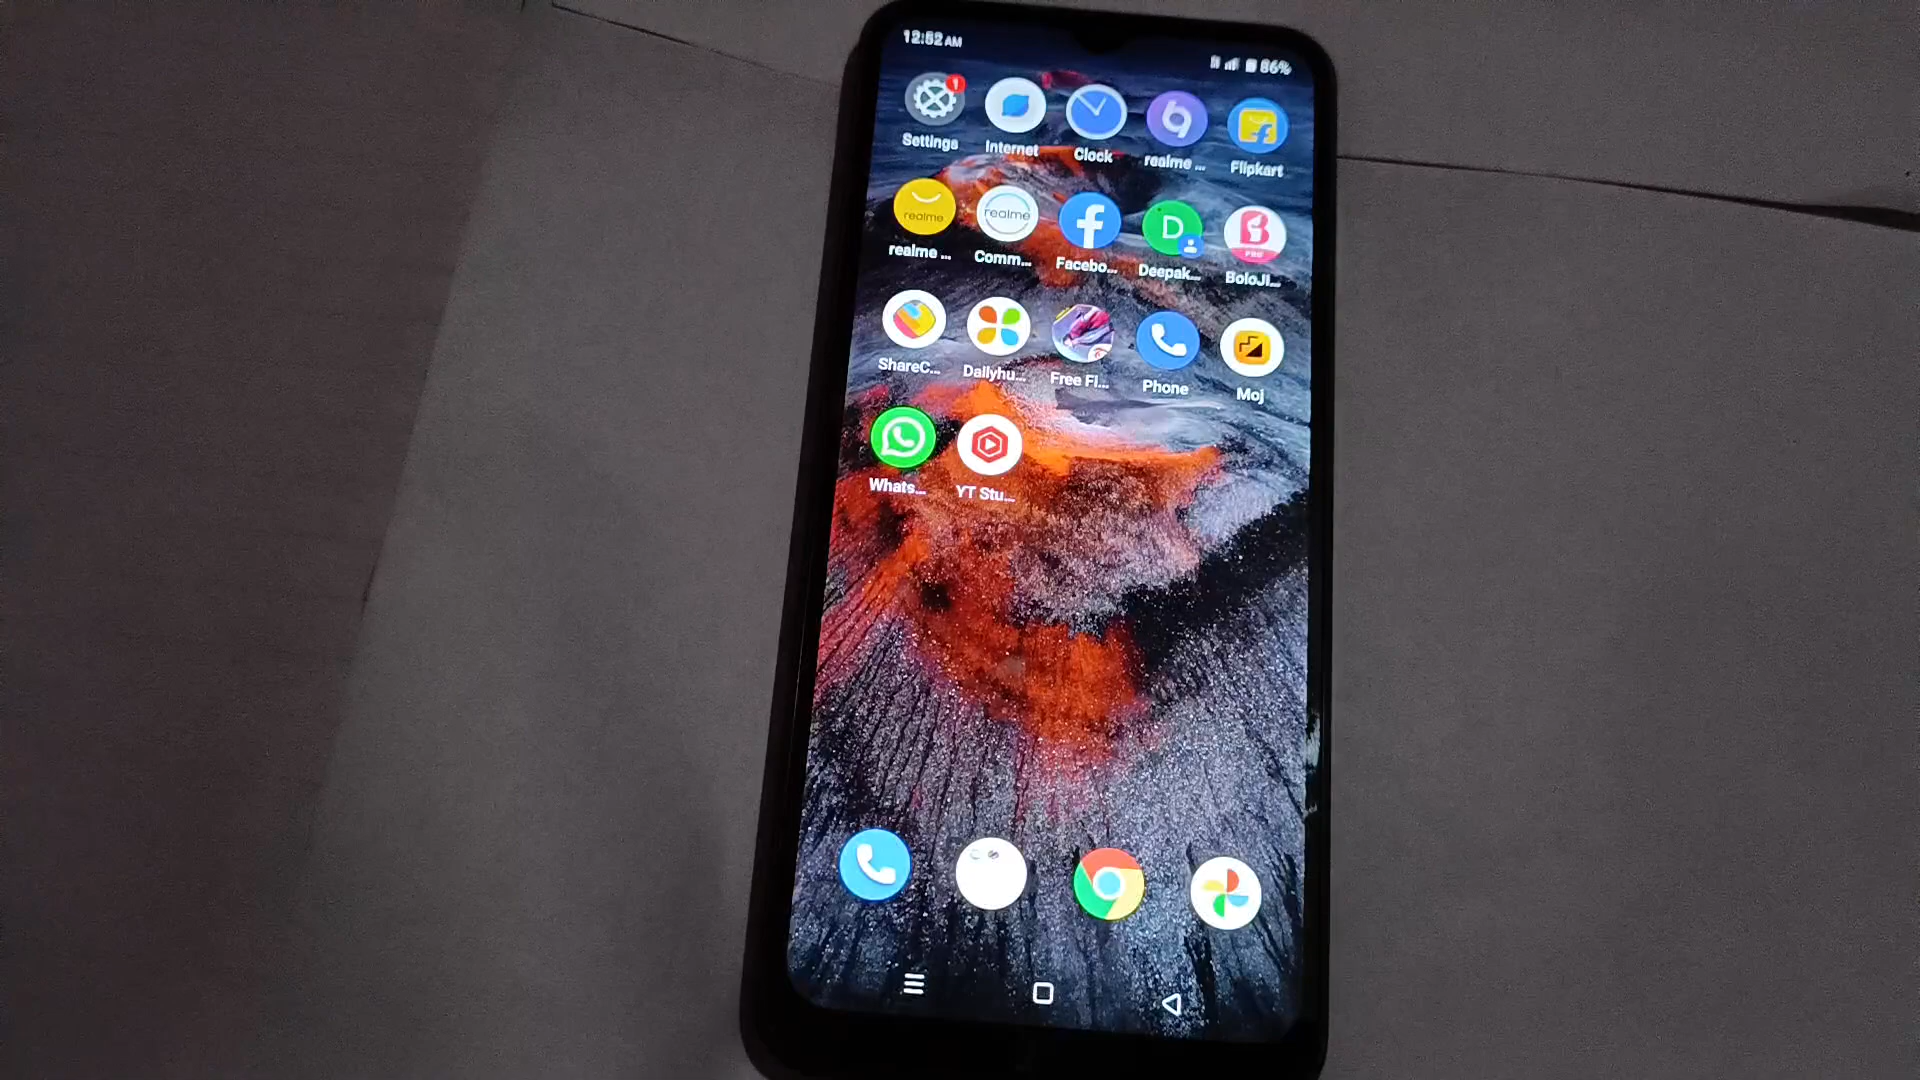 12:52 AM
86%
1
Settings
Internet
Clock
realme ...
Flipkart
realme
realme
D
PRO
realme ...
Comm...
Facebo...
Deepak...
BoloJI...
ShareC...
Dailyhu...
Free Fi...
Phone
Moj
Whats...
YT Stu...